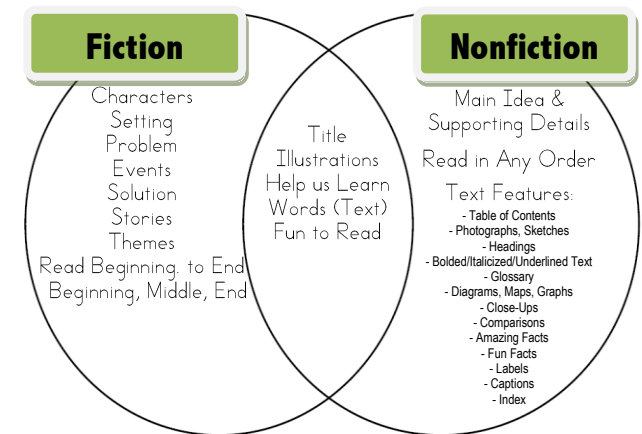 Fiction
Nonfiction
Characters
Setting
Problem
Events
Solution
Stories
Themes
Read Beginning. to End
Beginning, Middle, End
Title
Illustrations
Help us Learn
Words (Text)
Fun to Read
Main Idea &
Supporting Details
Read in Any Order
Text Features:
- Table of Contents
- Photographs, Sketches
- Headings
- Bolded/Italicized/Underlined Text
- Glossary
- Diagrams, Maps, Graphs
- Close-Ups
- Comparisons
- Amazing Facts
- Fun Facts
- Labels
- Captions
- Index